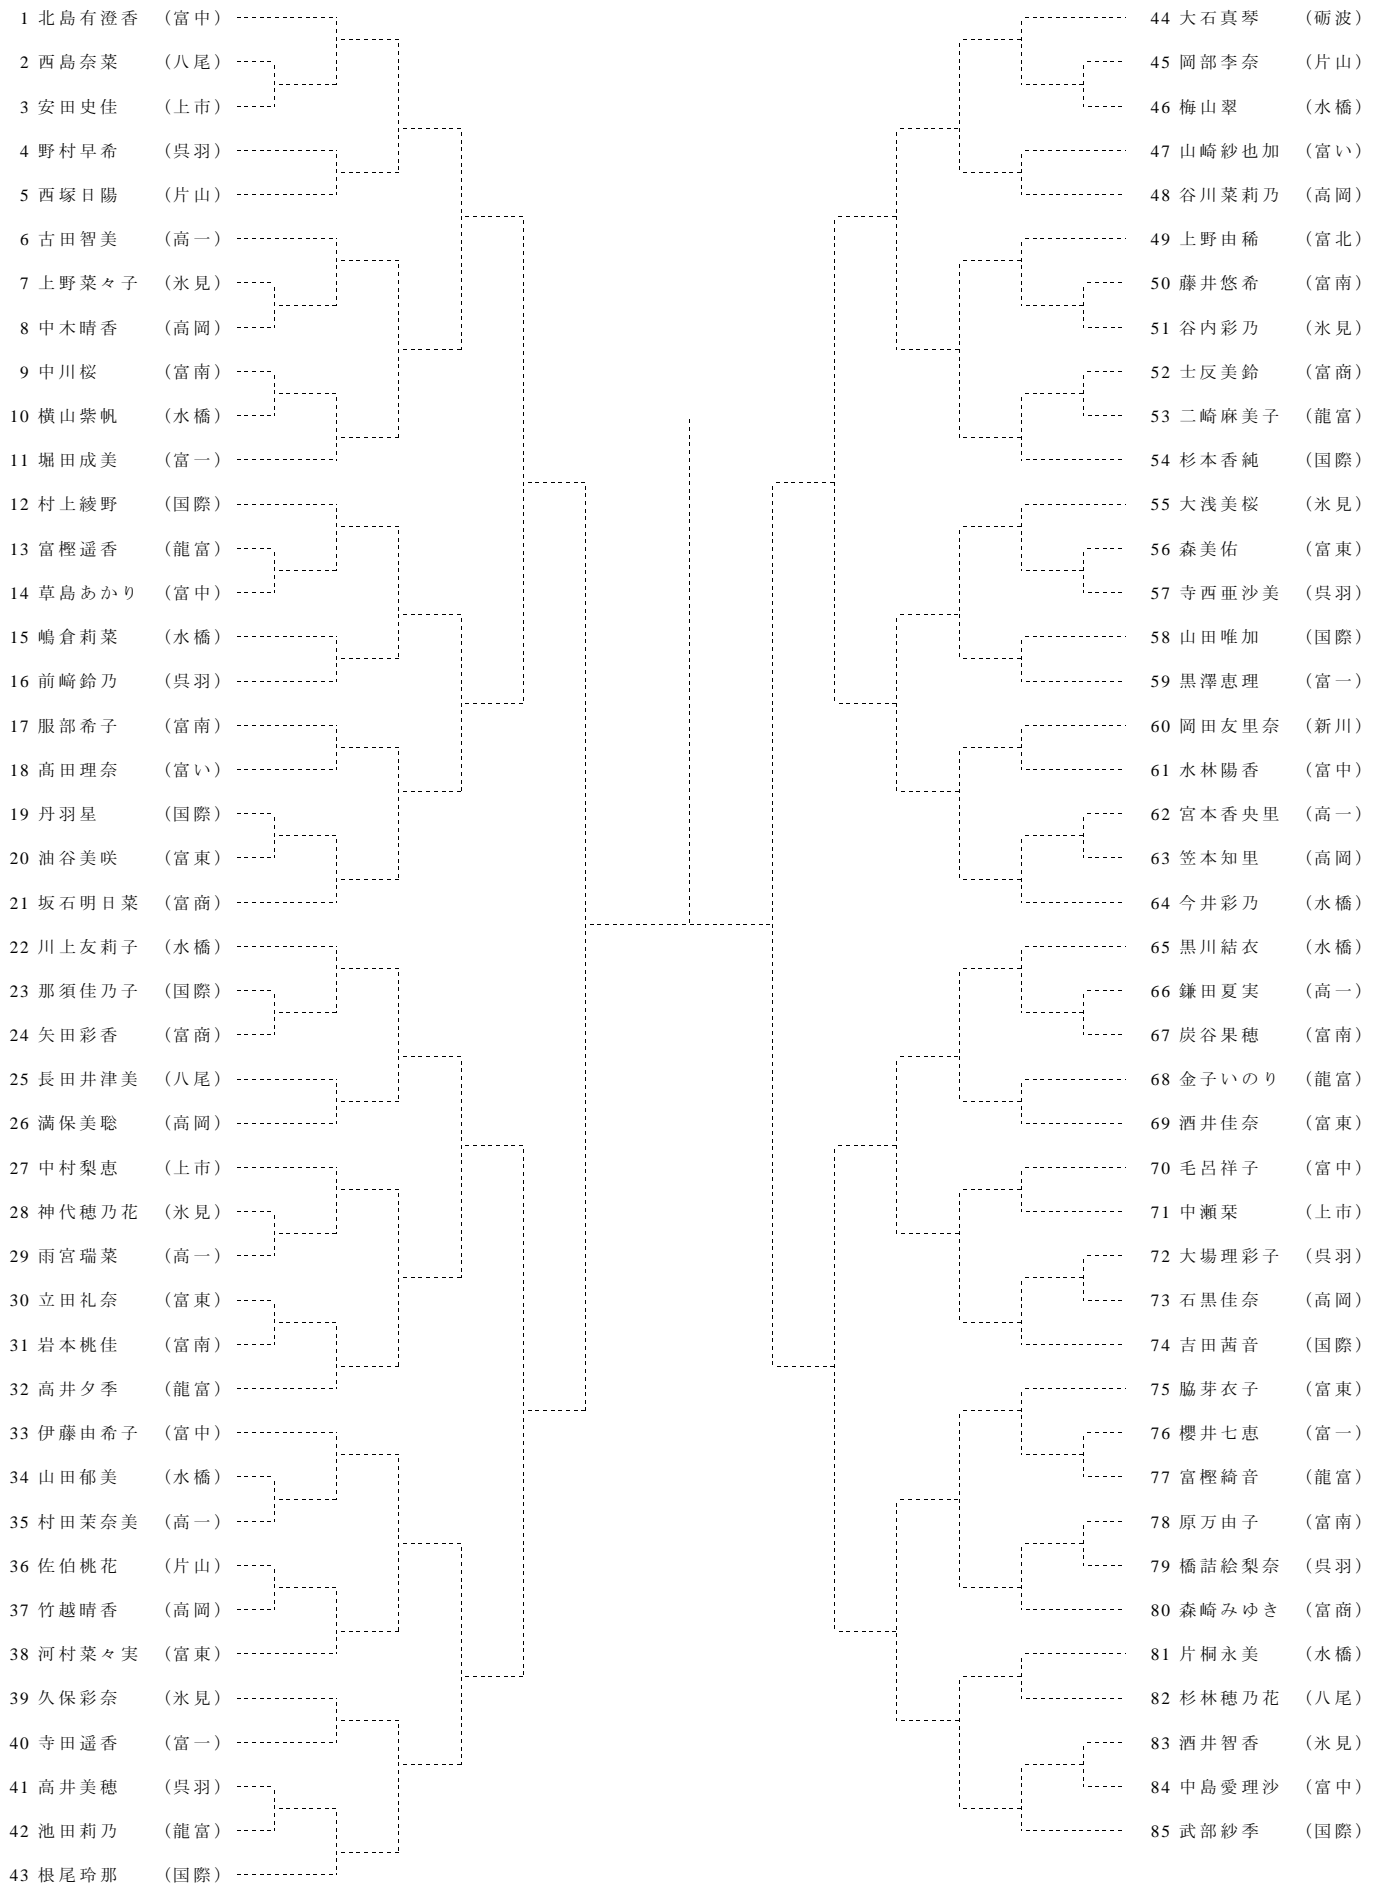 1 北島有澄香 （富中）
2 西島奈菜 （八尾）
3 安田史佳 （上市）
4 野村早希 （呉羽）
5 西塚日陽 （片山）
6 古田智美 （高一）
7 上野菜々子 （氷見）
8 中木晴香 （高岡）
9 中川桜 （富南）
10 横山紫帆 （水橋）
11 堀田成美 （富一）
12 村上綾野 （国際）
13 富樫遥香 （龍富）
14 草島あかり （富中）
15 嶋倉莉菜 （水橋）
16 前﨑鈴乃 （呉羽）
17 服部希子 （富南）
18 髙田理奈 （富い）
19 丹羽星 （国際）
20 油谷美咲 （富東）
21 坂石明日菜 （富商）
22 川上友莉子 （水橋）
23 那須佳乃子 （国際）
24 矢田彩香 （富商）
25 長田井津美 （八尾）
26 満保美聡 （高岡）
27 中村梨恵 （上市）
28 神代穂乃花 （氷見）
29 雨宮瑞菜 （高一）
30 立田礼奈 （富東）
31 岩本桃佳 （富南）
32 高井夕季 （龍富）
33 伊藤由希子 （富中）
34 山田郁美 （水橋）
35 村田茉奈美 （高一）
36 佐伯桃花 （片山）
37 竹越晴香 （高岡）
38 河村菜々実 （富東）
39 久保彩奈 （氷見）
40 寺田遥香 （富一）
41 高井美穂 （呉羽）
42 池田莉乃 （龍富）
43 根尾玲那 （国際）
44 大石真琴 （砺波）
45 岡部李奈 （片山）
46 梅山翠 （水橋）
47 山崎紗也加 （富い）
48 谷川菜莉乃 （高岡）
49 上野由稀 （富北）
50 藤井悠希 （富南）
51 谷内彩乃 （氷見）
52 士反美鈴 （富商）
53 二崎麻美子 （龍富）
54 杉本香純 （国際）
55 大浅美桜 （氷見）
56 森美佑 （富東）
57 寺西亜沙美 （呉羽）
58 山田唯加 （国際）
59 黒澤恵理 （富一）
60 岡田友里奈 （新川）
61 水林陽香 （富中）
62 宮本香央里 （高一）
63 笠本知里 （高岡）
64 今井彩乃 （水橋）
65 黒川結衣 （水橋）
66 鎌田夏実 （高一）
67 炭谷果穂 （富南）
68 金子いのり （龍富）
69 酒井佳奈 （富東）
70 毛呂祥子 （富中）
71 中瀬栞 （上市）
72 大場理彩子 （呉羽）
73 石黒佳奈 （高岡）
74 吉田茜音 （国際）
75 脇芽衣子 （富東）
76 櫻井七恵 （富一）
77 富樫綺音 （龍富）
78 原万由子 （富南）
79 橋詰絵梨奈 （呉羽）
80 森崎みゆき （富商）
81 片桐永美 （水橋）
82 杉林穂乃花 （八尾）
83 酒井智香 （氷見）
84 中島愛理沙 （富中）
85 武部紗季 （国際）